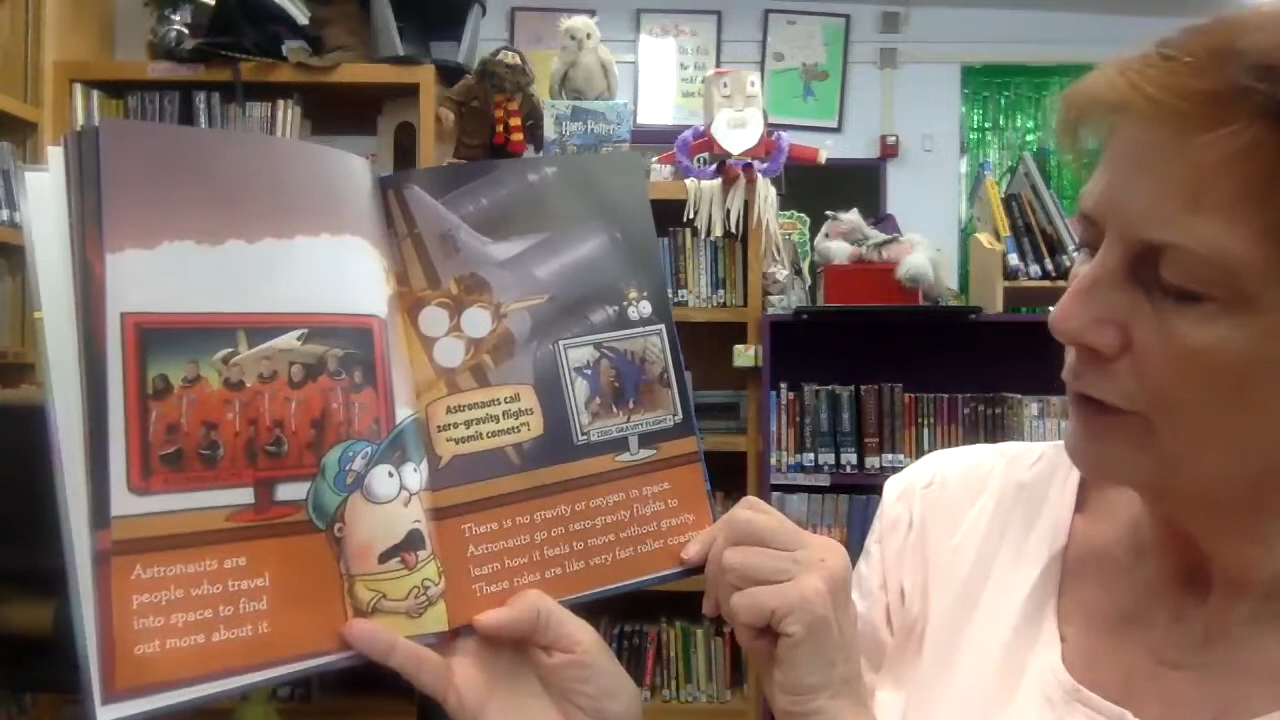 Harry Potter
Astronauts call
zero-gravity flights
"vomit comets"!
ZERO-GRAVITY FLIGHT
Astronauts are
people who travel
into space to find
out more about it.
There is no gravity or oxygen in space.
Astronauts go on zero-gravity flights to
learn how it feels to move without gravity.
These rides are like very fast roller